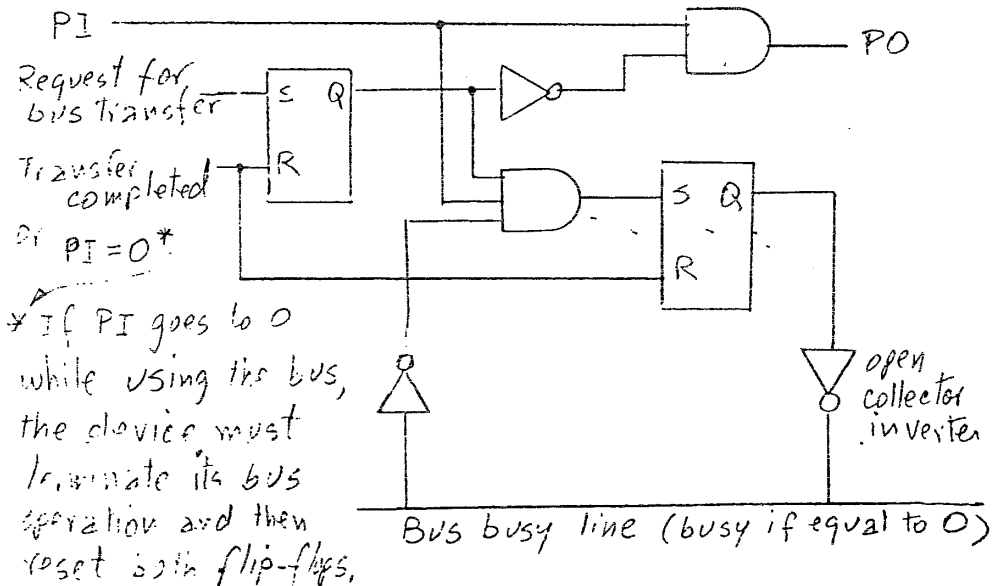 PI
PO
Request for
bus transfer
S Q
R
Transfer
completed
or PI = 0*
S Q
R
* If PI goes to 0
while using the bus,
the device must
terminate its bus
operation and then
reset both flip-flops.
open
collector
inverter
Bus busy line (busy if equal to 0)